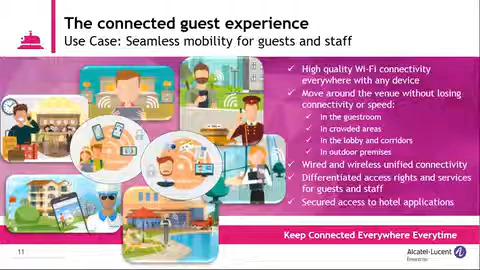 The connected guest experience
Use Case: Seamless mobility for guests and staff
✓ High quality Wi-Fi connectivity
everywhere with any device
✓ Move around the venue without losing
connectivity or speed:
✓ In the guestroom
✓ In crowded areas
✓ In the lobby and corridors
✓ In outdoor premises
✓ Wired and wireless unified connectivity
✓ Differentiated access rights and services
for guests and staff
✓ Secured access to hotel applications
Keep Connected Everywhere Everytime
11
Alcatel·Lucent
Enterprise